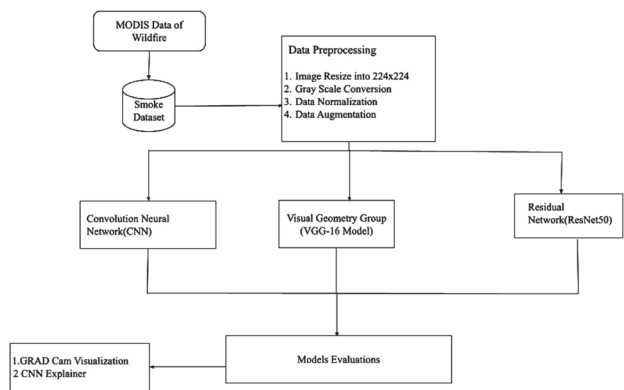 MODIS Data of
Wildfire
Smoke
Dataset
Data Preprocessing
1. Image Resize into 224x224
2. Gray Scale Conversion
3. Data Normalization
4. Data Augmentation
Convolution Neural
Network(CNN)
Visual Geometry Group
(VGG-16 Model)
Residual
Network(ResNet50)
Models Evaluations
1.GRAD Cam Visualization
2 CNN Explainer